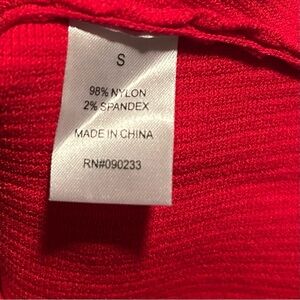 S
98% NYLON
2% SPANDEX
MADE IN CHINA
RN#090233